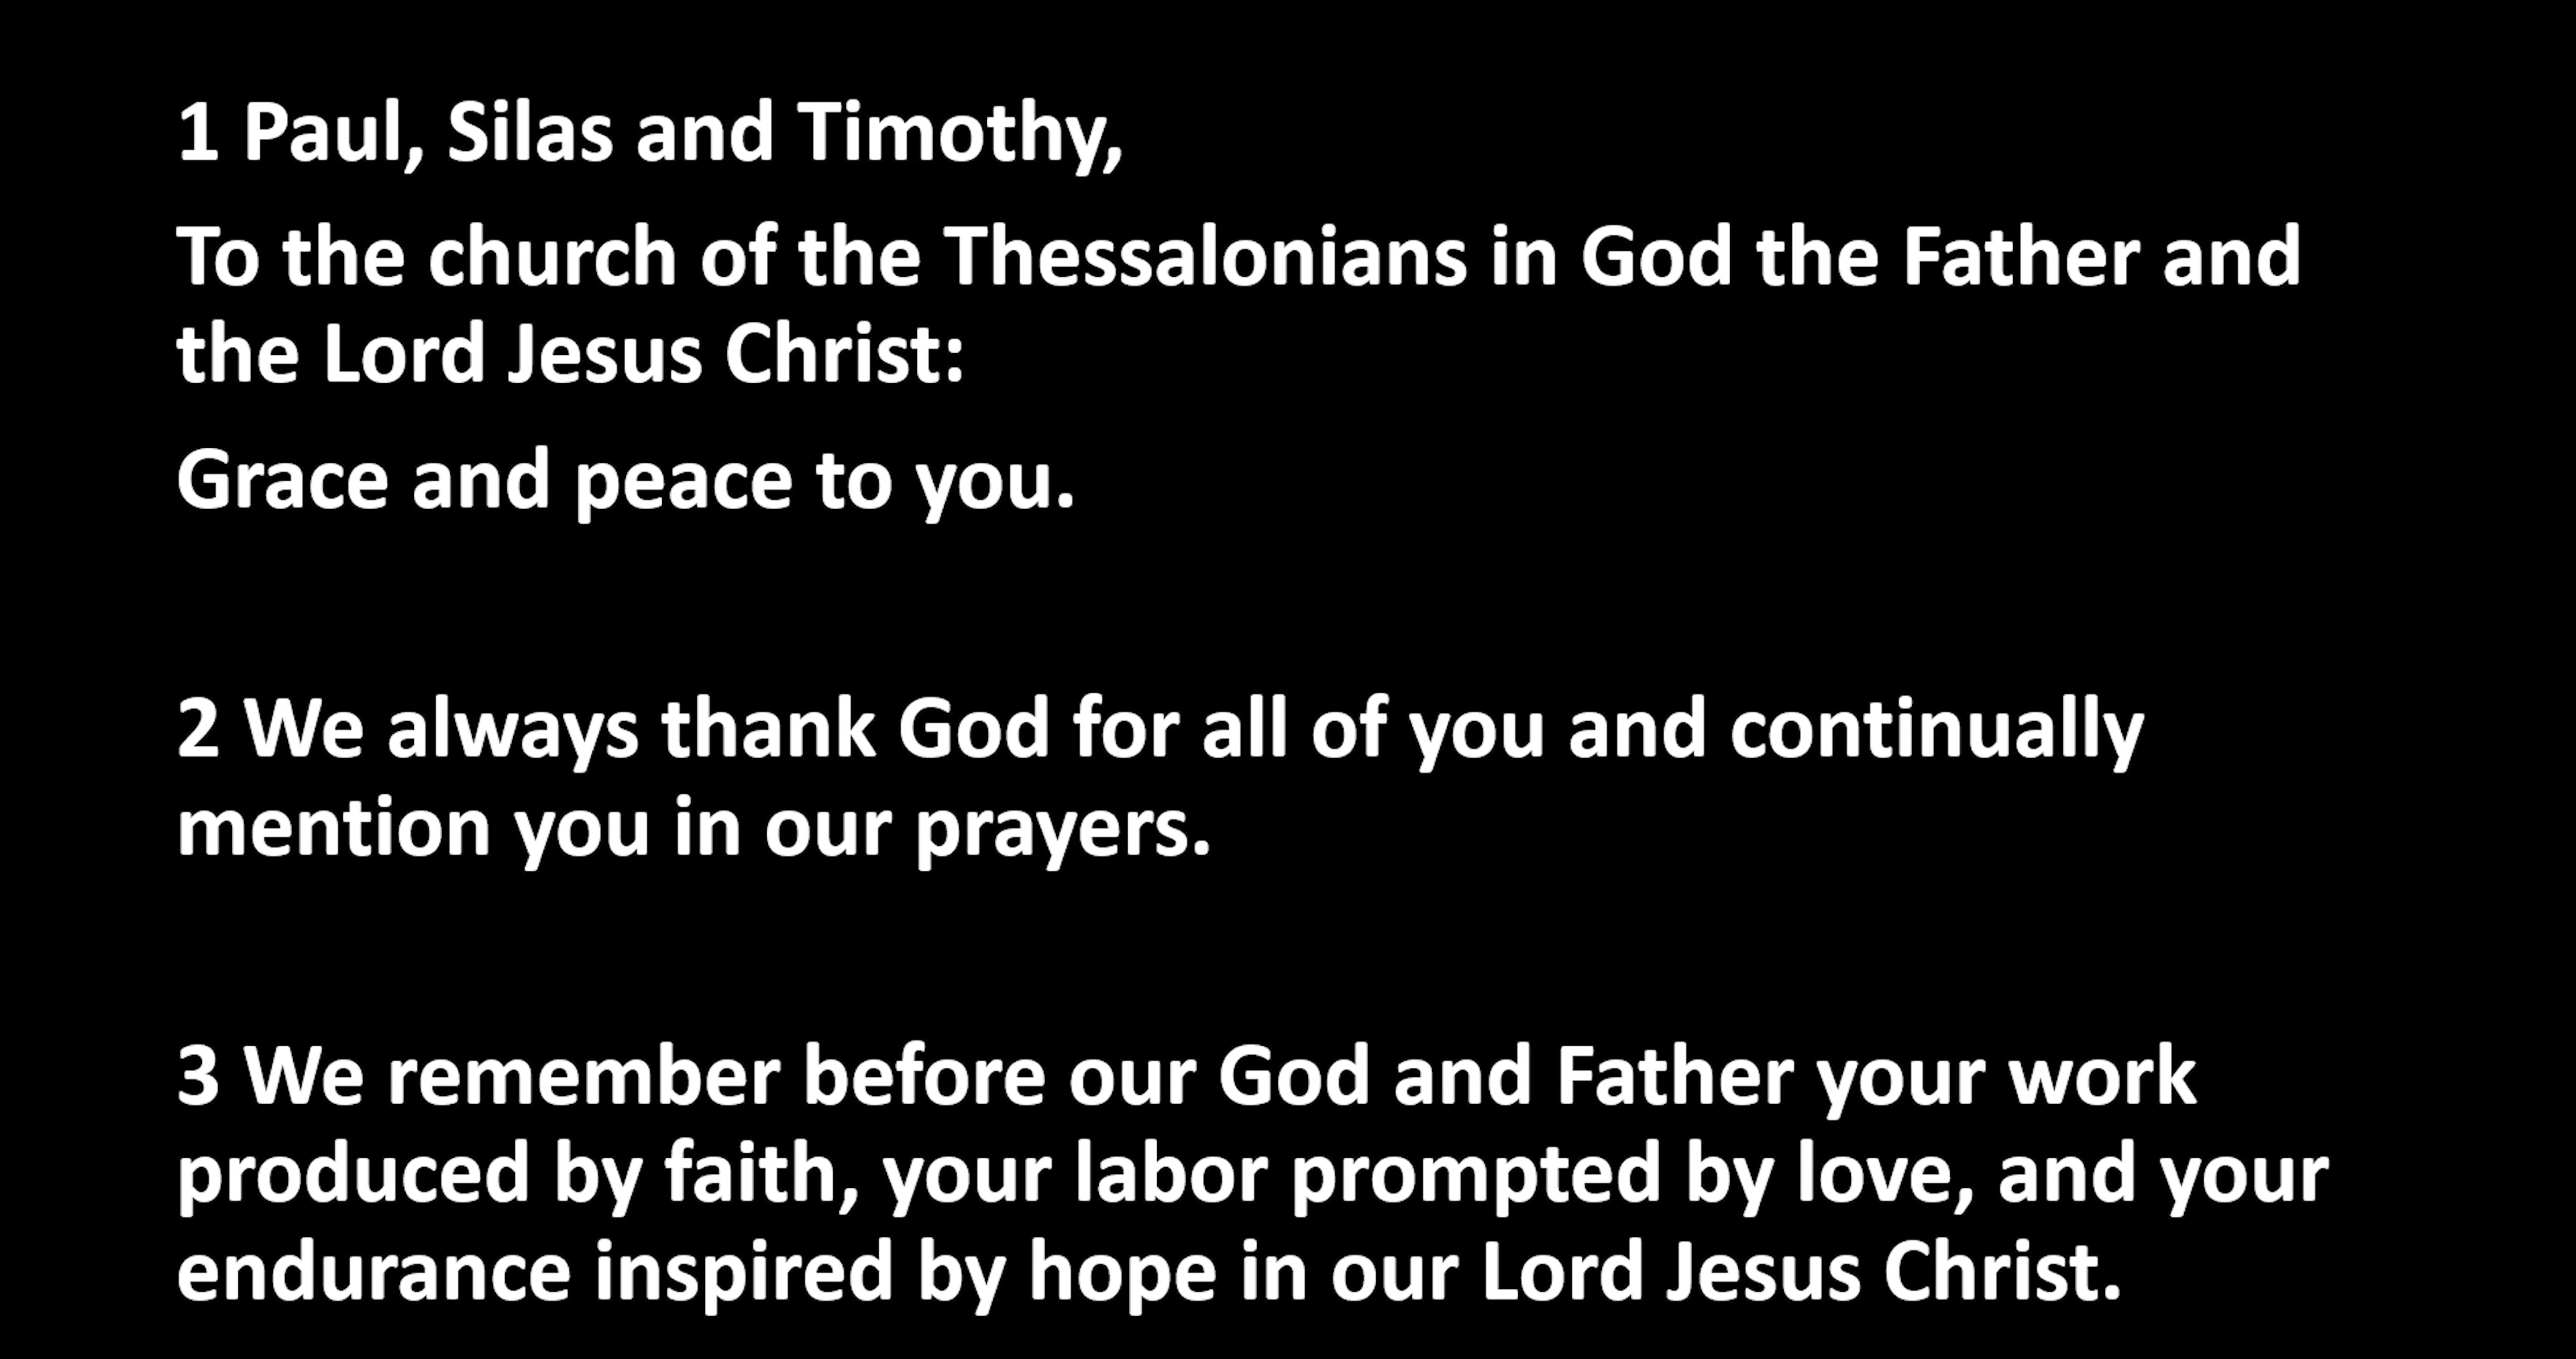 1 Paul, Silas and Timothy,
To the church of the Thessalonians in God the Father and
the Lord Jesus Christ:
Grace and peace to you.
2 We always thank God for all of you and continually
mention you in our prayers.
3 We remember before our God and Father your work
produced by faith, your labor prompted by love, and your
endurance inspired by hope in our Lord Jesus Christ.